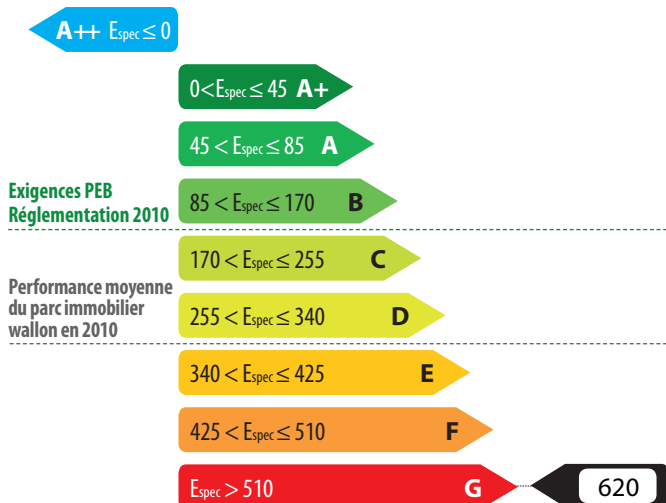 A++ Espec ≤ 0
0<Espec ≤ 45 A+
45 < Espec ≤ 85 A
Exigences PEB
Réglementation 2010
85 < Espec ≤ 170 B
170 < Espec ≤ 255 C
Performance moyenne
du parc immobilier
wallon en 2010
255 < Espec ≤ 340 D
340 < Espec ≤ 425 E
425 < Espec ≤ 510 F
Espec > 510 G
620